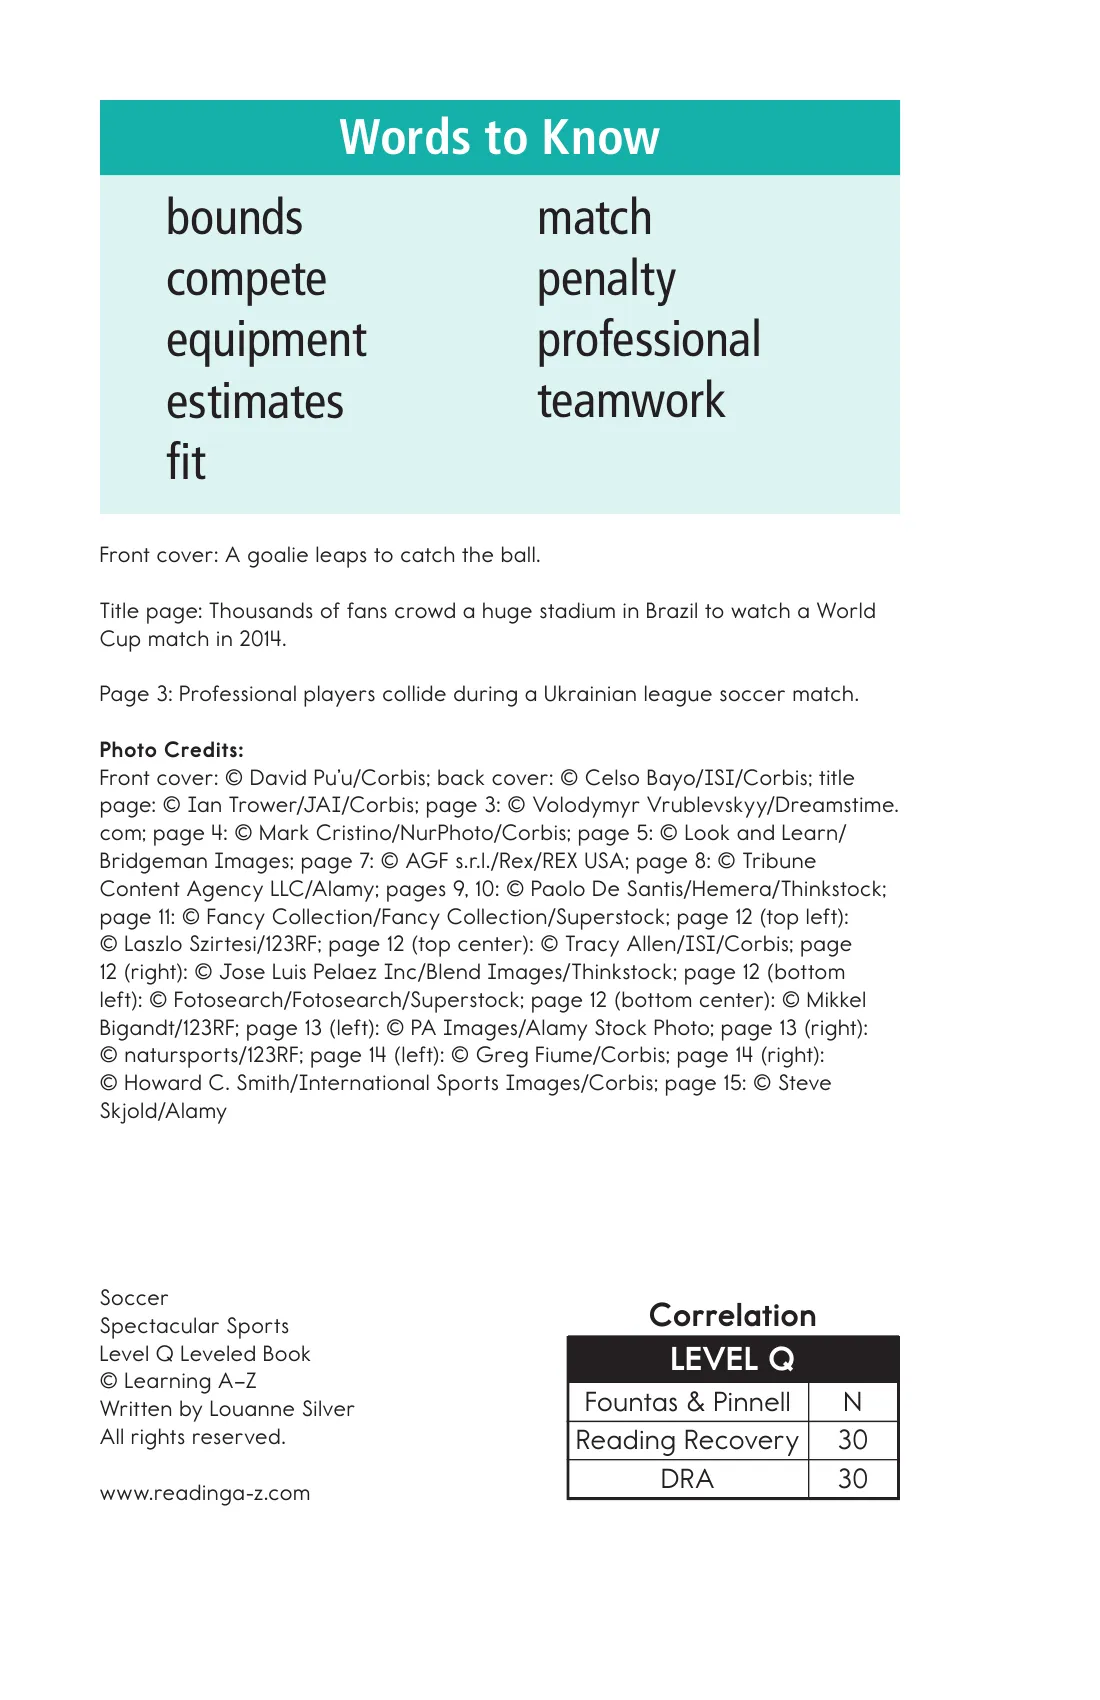 Words to Know
bounds
compete
equipment
estimates
fit
match
penalty
professional
teamwork
Front cover: A goalie leaps to catch the ball.
Title page: Thousands of fans crowd a huge stadium in Brazil to watch a World
Cup match in 2014.
Page 3: Professional players collide during a Ukrainian league soccer match.
Photo Credits:
Front cover: © David Pu’u/Corbis; back cover: © Celso Bayo/ISI/Corbis; title
page: © Ian Trower/JAI/Corbis; page 3: © Volodymyr Vrublevskyy/Dreamstime.
com; page 4: © Mark Cristino/NurPhoto/Corbis; page 5: © Look and Learn/
Bridgeman Images; page 7: © AGF s.r.l./Rex/REX USA; page 8: © Tribune
Content Agency LLC/Alamy; pages 9, 10: © Paolo De Santis/Hemera/Thinkstock;
page 11: © Fancy Collection/Fancy Collection/Superstock; page 12 (top left):
© Laszlo Szirtesi/123RF; page 12 (top center): © Tracy Allen/ISI/Corbis; page
12 (right): © Jose Luis Pelaez Inc/Blend Images/Thinkstock; page 12 (bottom
left): © Fotosearch/Fotosearch/Superstock; page 12 (bottom center): © Mikkel
Bigandt/123RF; page 13 (left): © PA Images/Alamy Stock Photo; page 13 (right):
© natursports/123RF; page 14 (left): © Greg Fiume/Corbis; page 14 (right):
© Howard C. Smith/International Sports Images/Corbis; page 15: © Steve
Skjold/Alamy
Soccer
Spectacular Sports
Level Q Leveled Book
© Learning A–Z
Written by Louanne Silver
All rights reserved.
www.readinga-z.com
Correlation
LEVEL Q
Fountas & Pinnell N
Reading Recovery 30
DRA 30